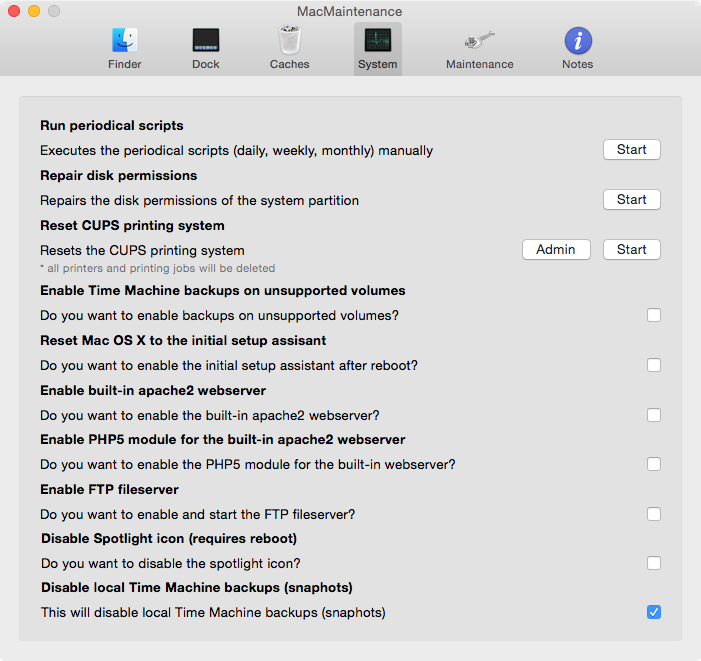 MacMaintenance
Finder
Dock
Caches
System
Maintenance
Notes
Run periodical scripts
Executes the periodical scripts (daily, weekly, monthly) manually
Start
Repair disk permissions
Repairs the disk permissions of the system partition
Start
Reset CUPS printing system
Resets the CUPS printing system
Admin
Start
* all printers and printing jobs will be deleted
Enable Time Machine backups on unsupported volumes
Do you want to enable backups on unsupported volumes?
Reset Mac OS X to the initial setup assisant
Do you want to enable the initial setup assistant after reboot?
Enable built-in apache2 webserver
Do you want to enable the built-in apache2 webserver?
Enable PHP5 module for the built-in apache2 webserver
Do you want to enable the PHP5 module for the built-in webserver?
Enable FTP fileserver
Do you want to enable and start the FTP fileserver?
Disable Spotlight icon (requires reboot)
Do you want to disable the spotlight icon?
Disable local Time Machine backups (snaphots)
This will disable local Time Machine backups (snaphots)